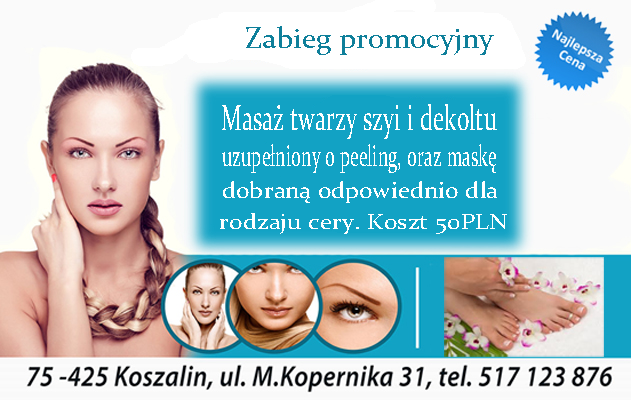 Zabieg promocyjny
Najlepsza
Cena
Masaż twarzy szyi i dekoltu
uzupełniony o peeling, oraz maskę
dobraną odpowiednio dla
rodzaju cery. Koszt 50PLN
75 -425 Koszalin, ul. M.Kopernika 31, tel. 517 123 876